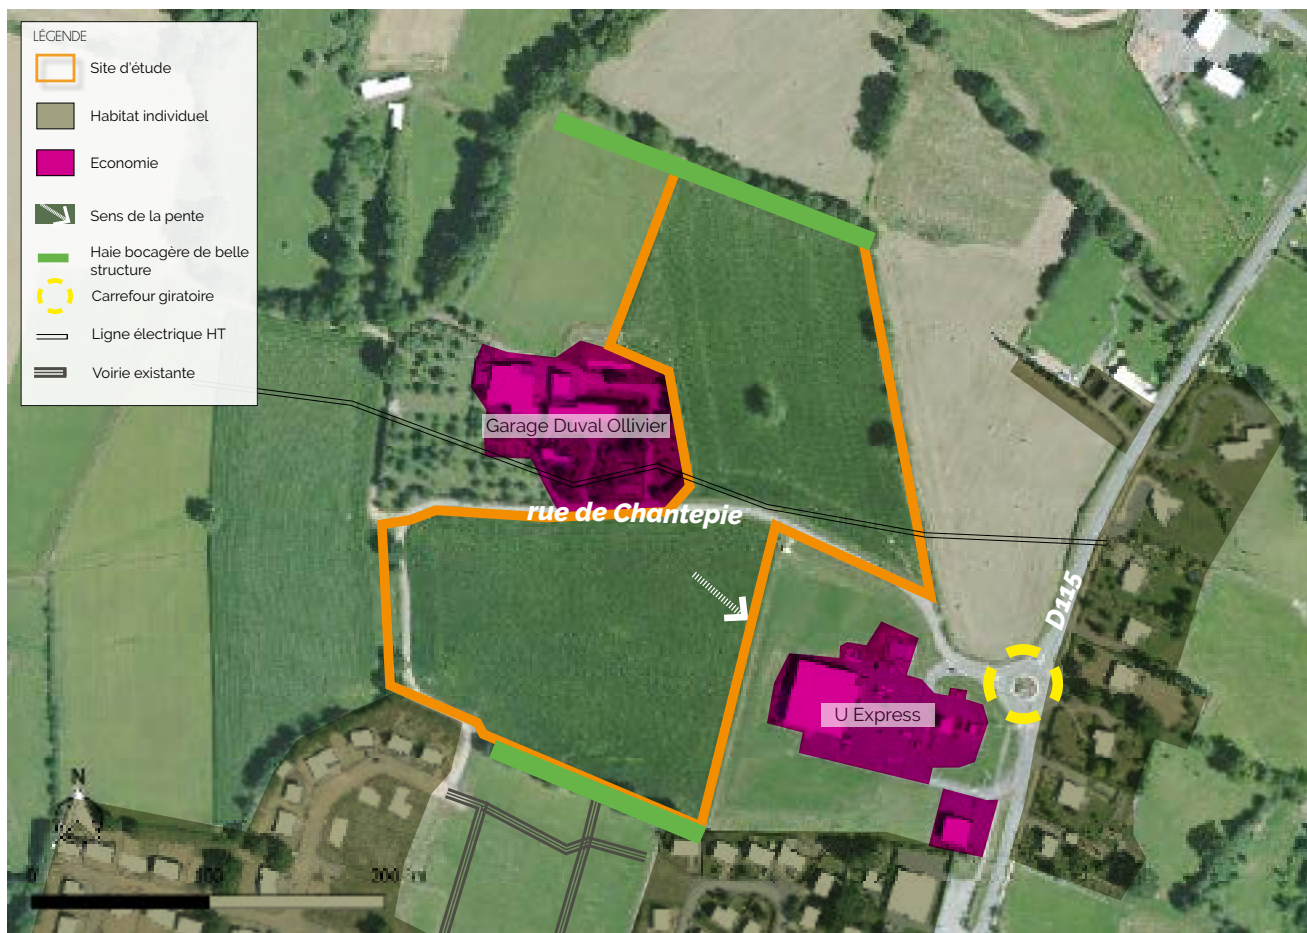 LÉGENDE
Site d'étude
Habitat individuel
Economie
Sens de la pente
Haie bocagère de belle
structure
Carrefour giratoire
Ligne électrique HT
Voirie existante
Garage Duval Ollivier
rue de Chantepie
D115
U Express
N
0 100 200 m